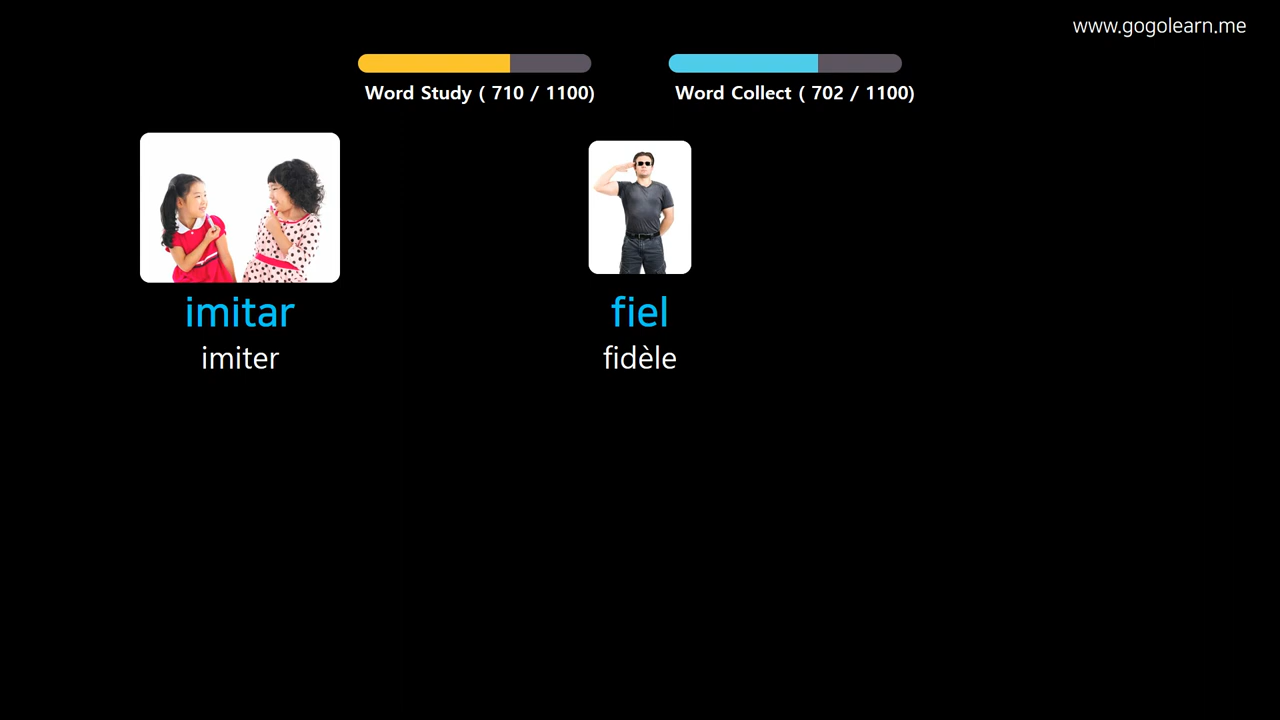 www.gogolearn.me
Word Study ( 710 / 1100)
Word Collect ( 702 / 1100)
imitar
imiter
fiel
fidèle